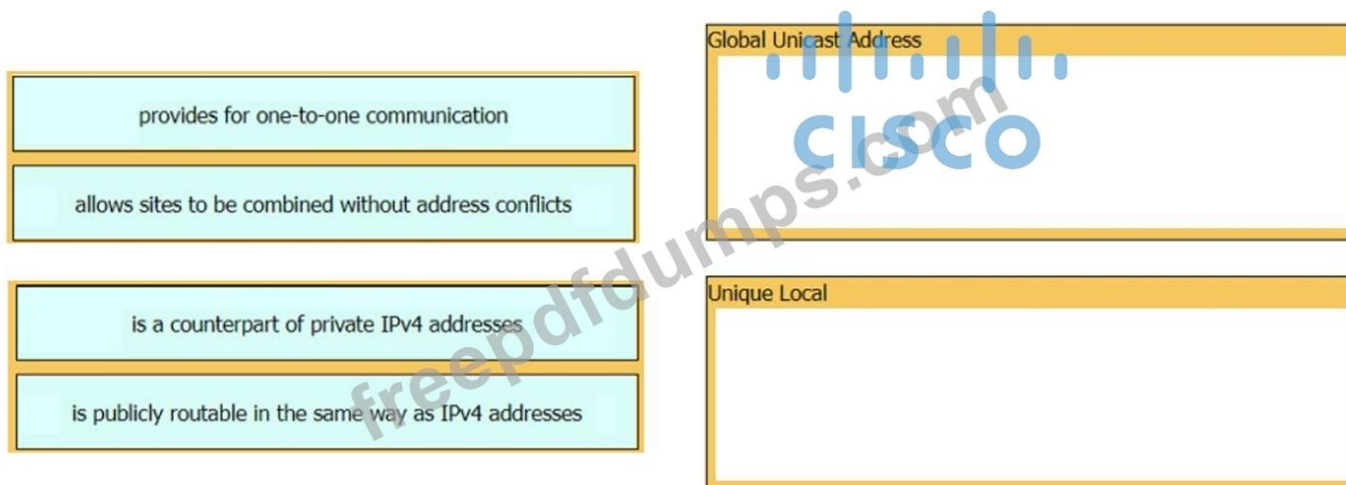 provides for one-to-one communication
allows sites to be combined without address conflicts
is a counterpart of private IPv4 addresses
is publicly routable in the same way as IPv4 addresses
Global Unicast Address
CISCO
Unique Local
freepdfdumps.com